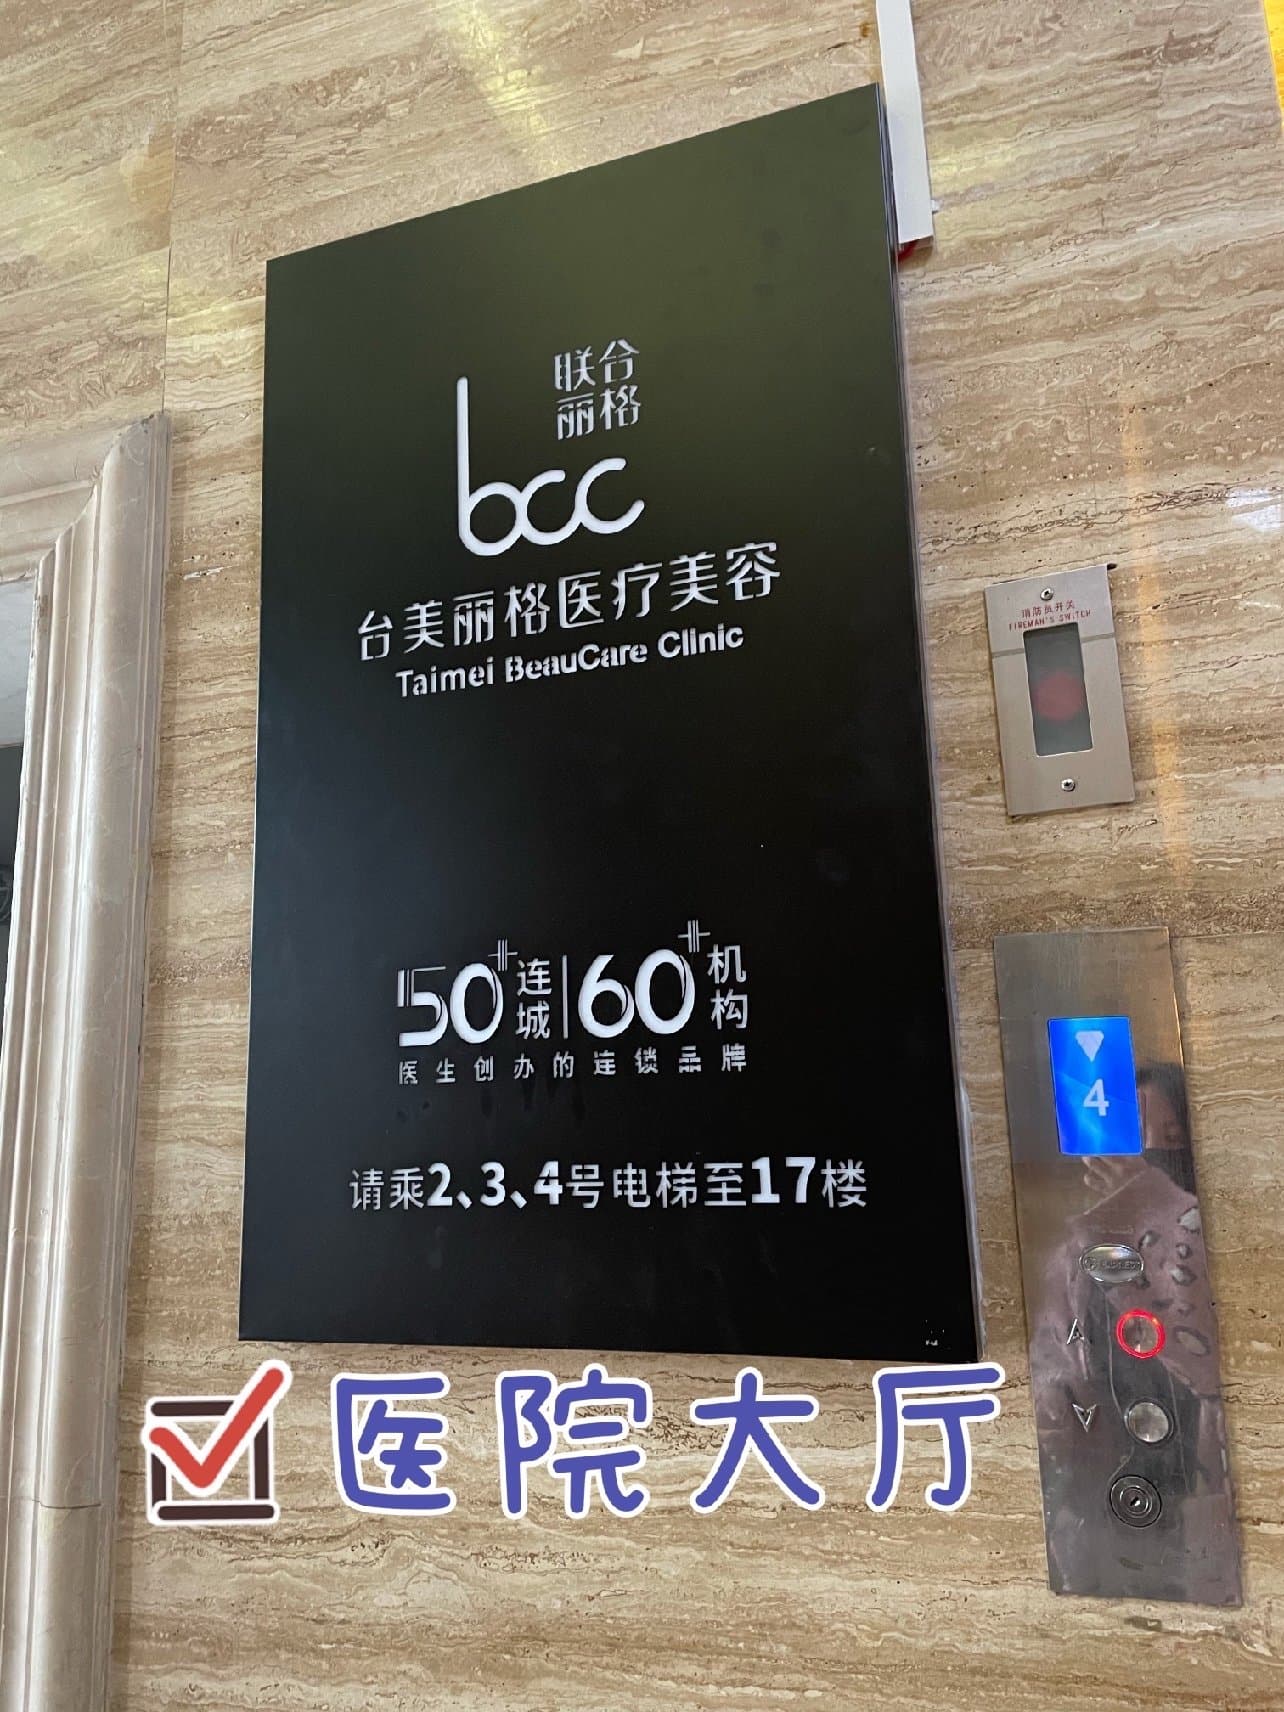 联合
丽格
bcc
台美丽格医疗美容
Taimei BeauCare Clinic
50+连城|60+机构
医生创办的连锁品牌
请乘2、3、4号电梯至17楼
消防员开关
FIREMAN'S SWITCH
4
医院大厅